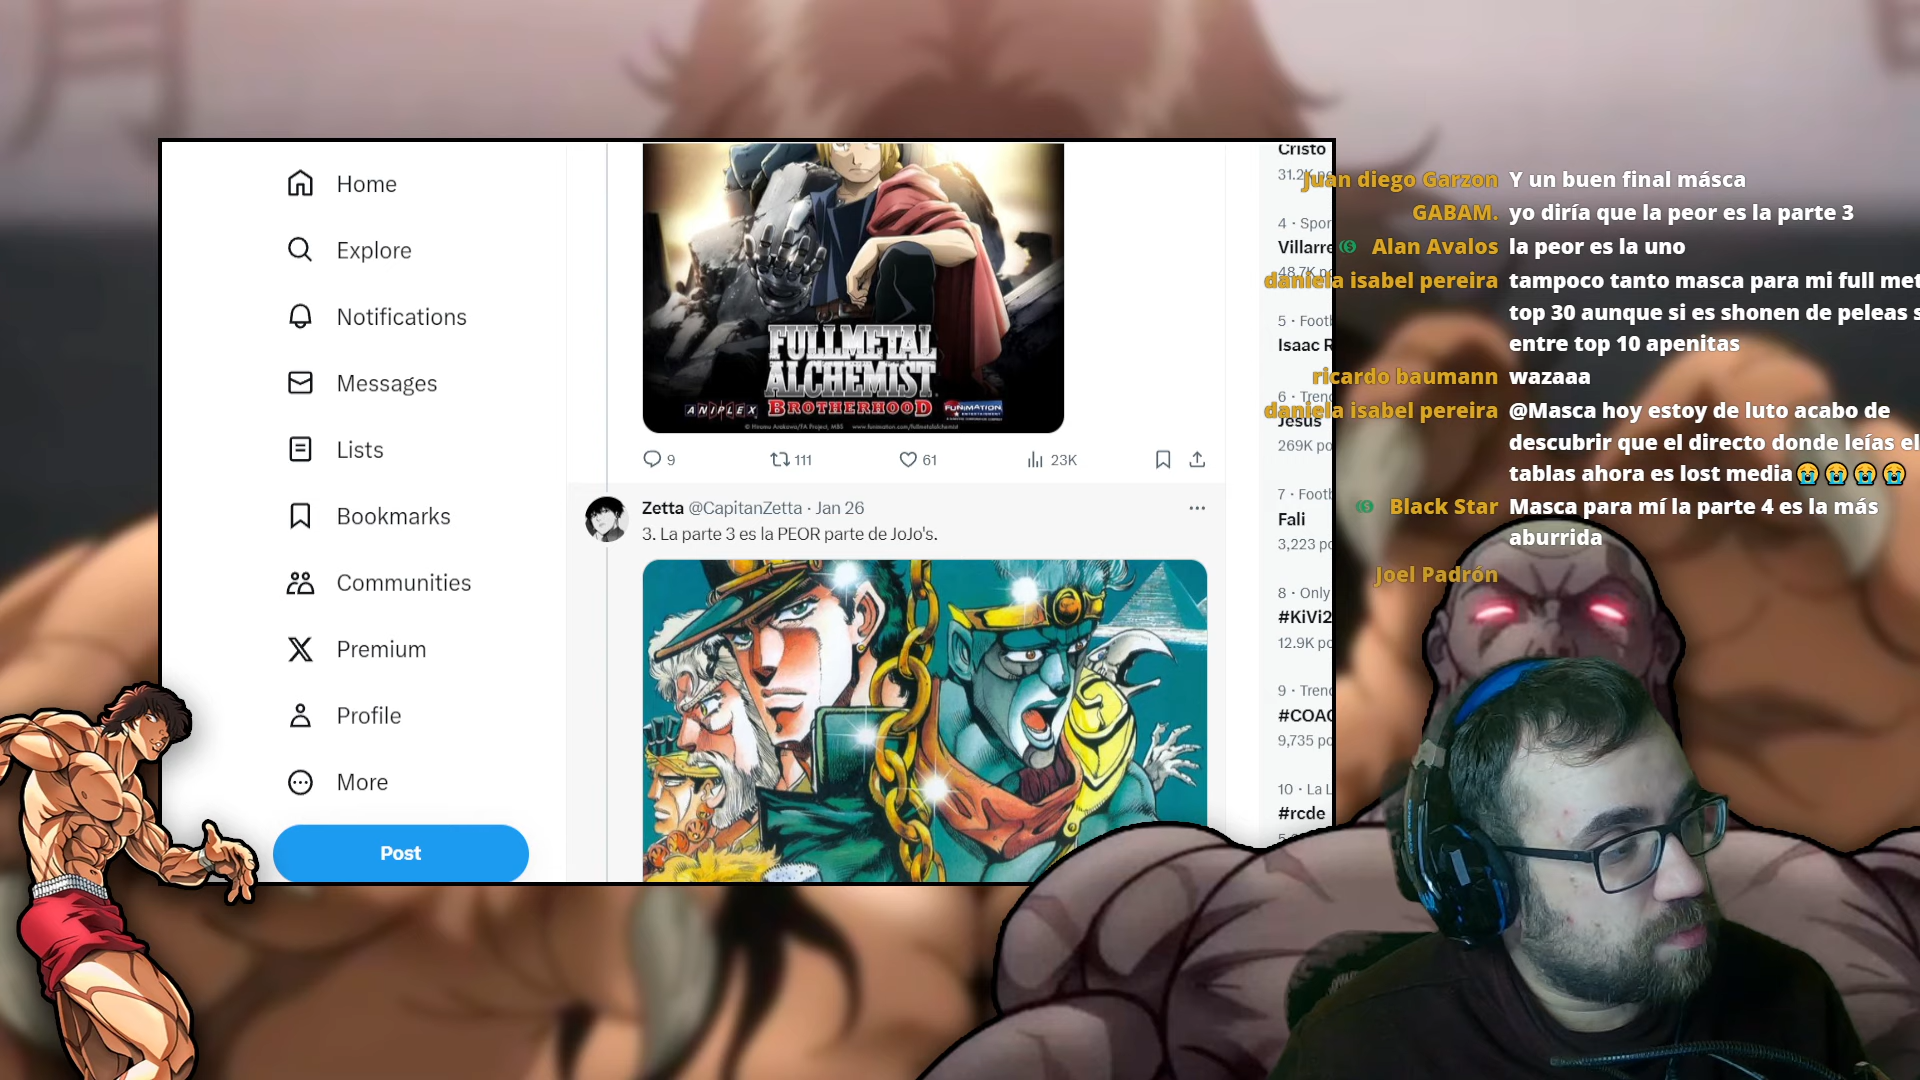 Home
Explore
Notifications
Messages
Lists
Bookmarks
Communities
Premium
Profile
More
Post
FULLMETAL
ALCHEMIST
BROTHERHOOD
ANIPLEX
FUNIMATION
9
111
61
23K
Zetta @CapitanZetta · Jan 26
3. La parte 3 es la PEOR parte de JoJo's.
Cristo
31.2
4 · Spor
Villarre
48.7K po
5 · Footb
Isaac R
6 · Trend
Jesus
269K po
7 · Footb
Fali
3,223 po
8 · Only
#KiVi2
12.9K po
9 · Trend
#COAC
9,735 po
10 · La L
#rcde
Juan diego Garzon Y un buen final másca
GABAM. yo diría que la peor es la parte 3
Alan Avalos la peor es la uno
daniela isabel pereira tampoco tanto masca para mi full met
top 30 aunque si es shonen de peleas s
entre top 10 apenitas
ricardo baumann wazaaa
daniela isabel pereira @Masca hoy estoy de luto acabo de
descubrir que el directo donde leías el
tablas ahora es lost media😭😭😭😭
Black Star Masca para mí la parte 4 es la más
aburrida
Joel Padrón